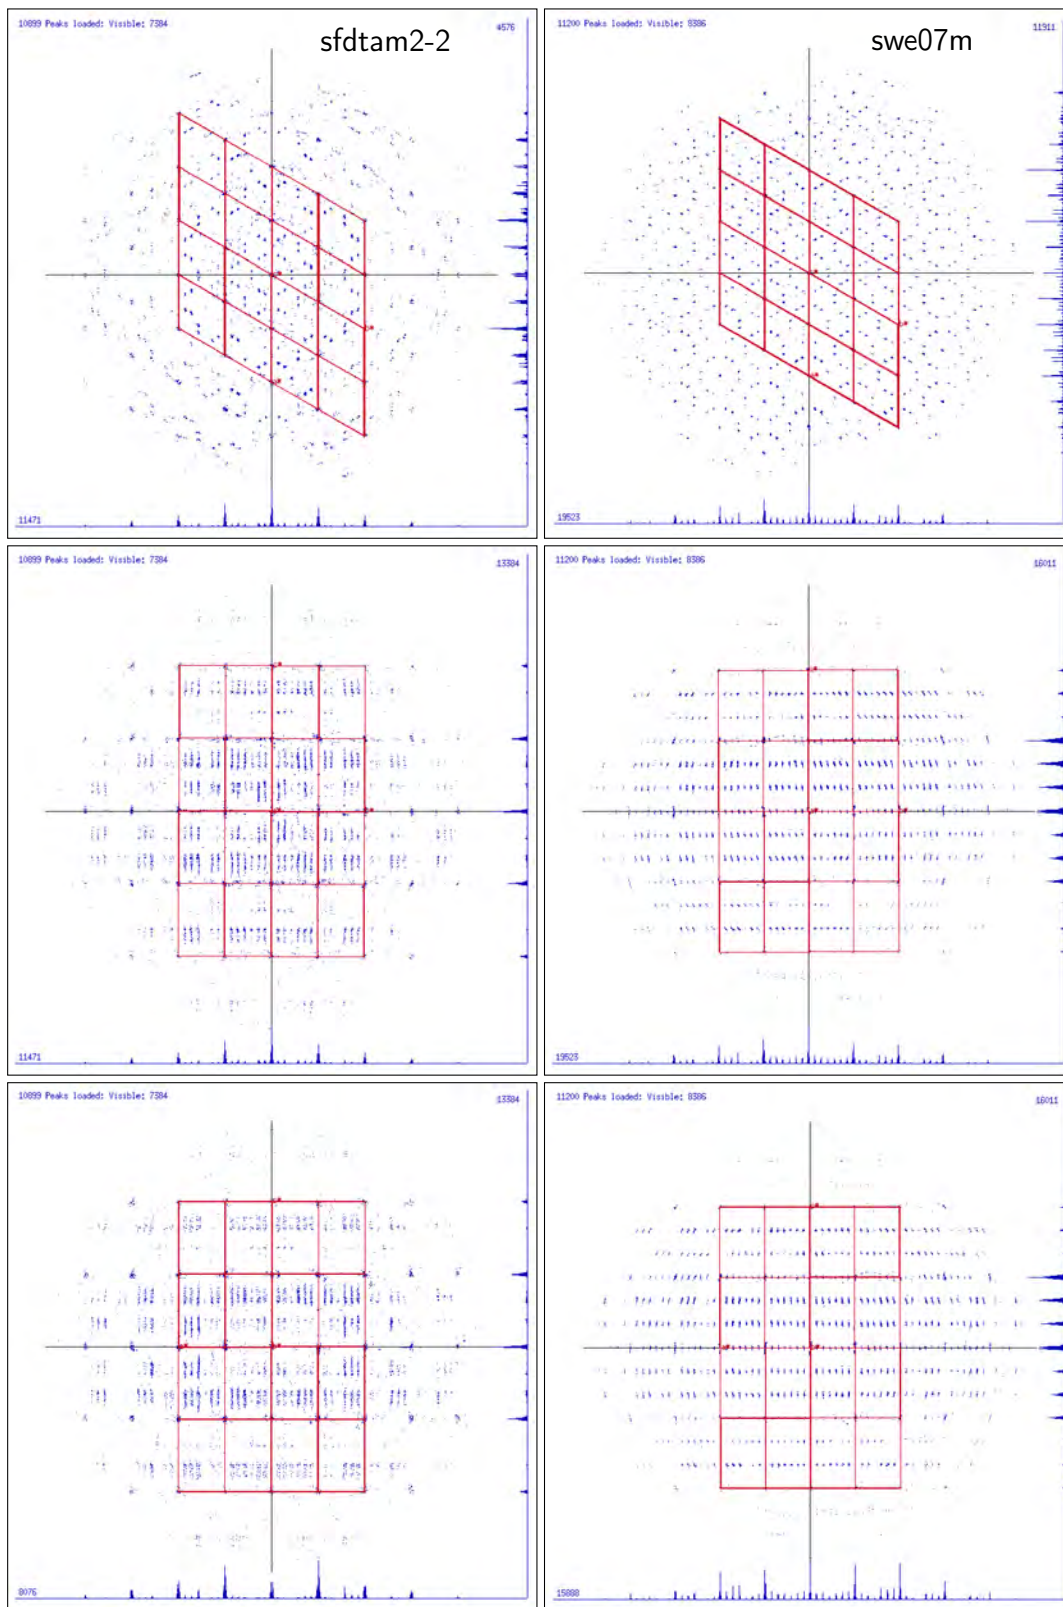 10899 Peaks loaded; Visible; 7384
4576
sfdtam2-2
11471
11200 Peaks loaded; Visible; 8386
11911
swe07m
19523
10899 Peaks loaded; Visible; 7384
13384
11471
11200 Peaks loaded; Visible; 8386
16011
19523
10899 Peaks loaded; Visible; 7384
13384
8076
11200 Peaks loaded; Visible; 8386
16011
15888